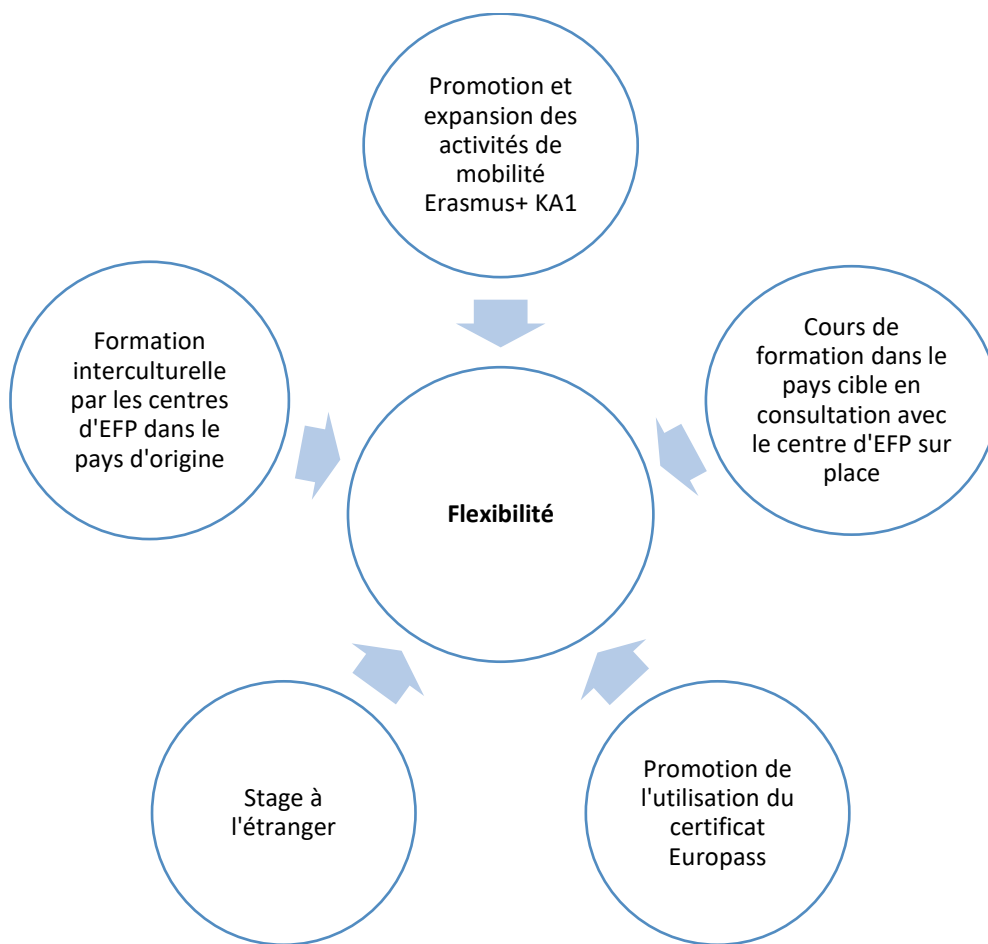 Promotion et
expansion des
activités de
mobilité
Erasmus+ KA1
Formation
interculturelle
par les centres
d'EFP dans le
pays d'origine
Cours de
formation dans le
pays cible en
consultation avec
le centre d'EFP sur
place
Flexibilité
Stage à
l'étranger
Promotion de
l'utilisation du
certificat
Europass